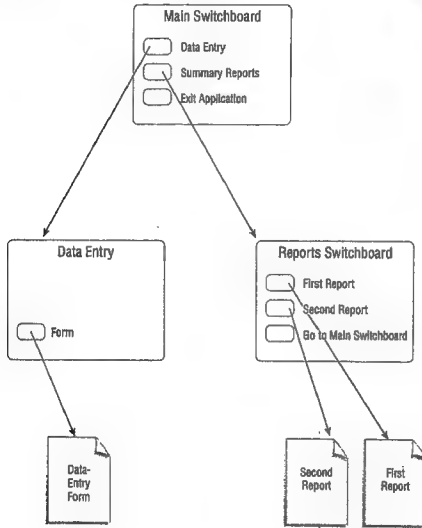 Main Switchboard
Data Entry
Summary Reports
Exit Application
Data Entry
Form
Reports Switchboard
First Report
Second Report
Go to Main Switchboard
Data-
Entry
Form
Second
Report
First
Report